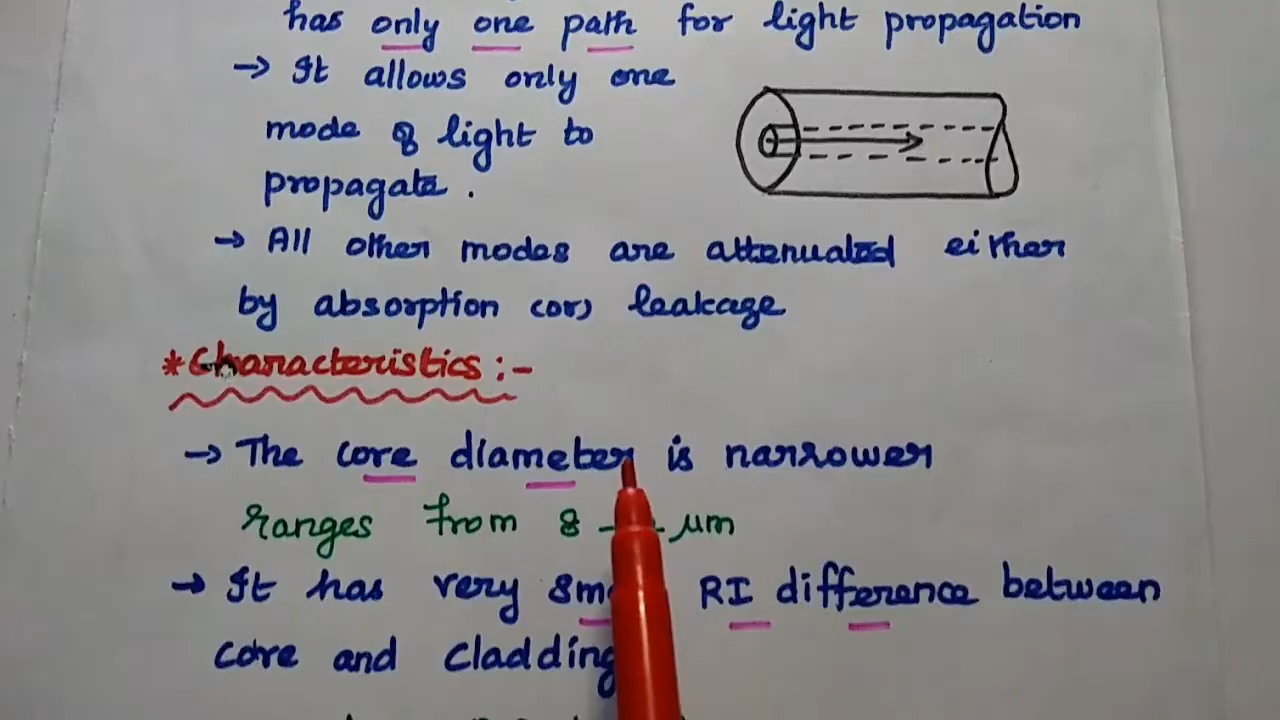 has only one path for light propagation
→ It allows only one
mode of light to
propagate.
→ All other modes are attenuated either
by absorption (or) leakage
*Characteristics:-
→ The core diameter is narrower
ranges from 8 - μm
→ It has very RI difference between
core and cladding